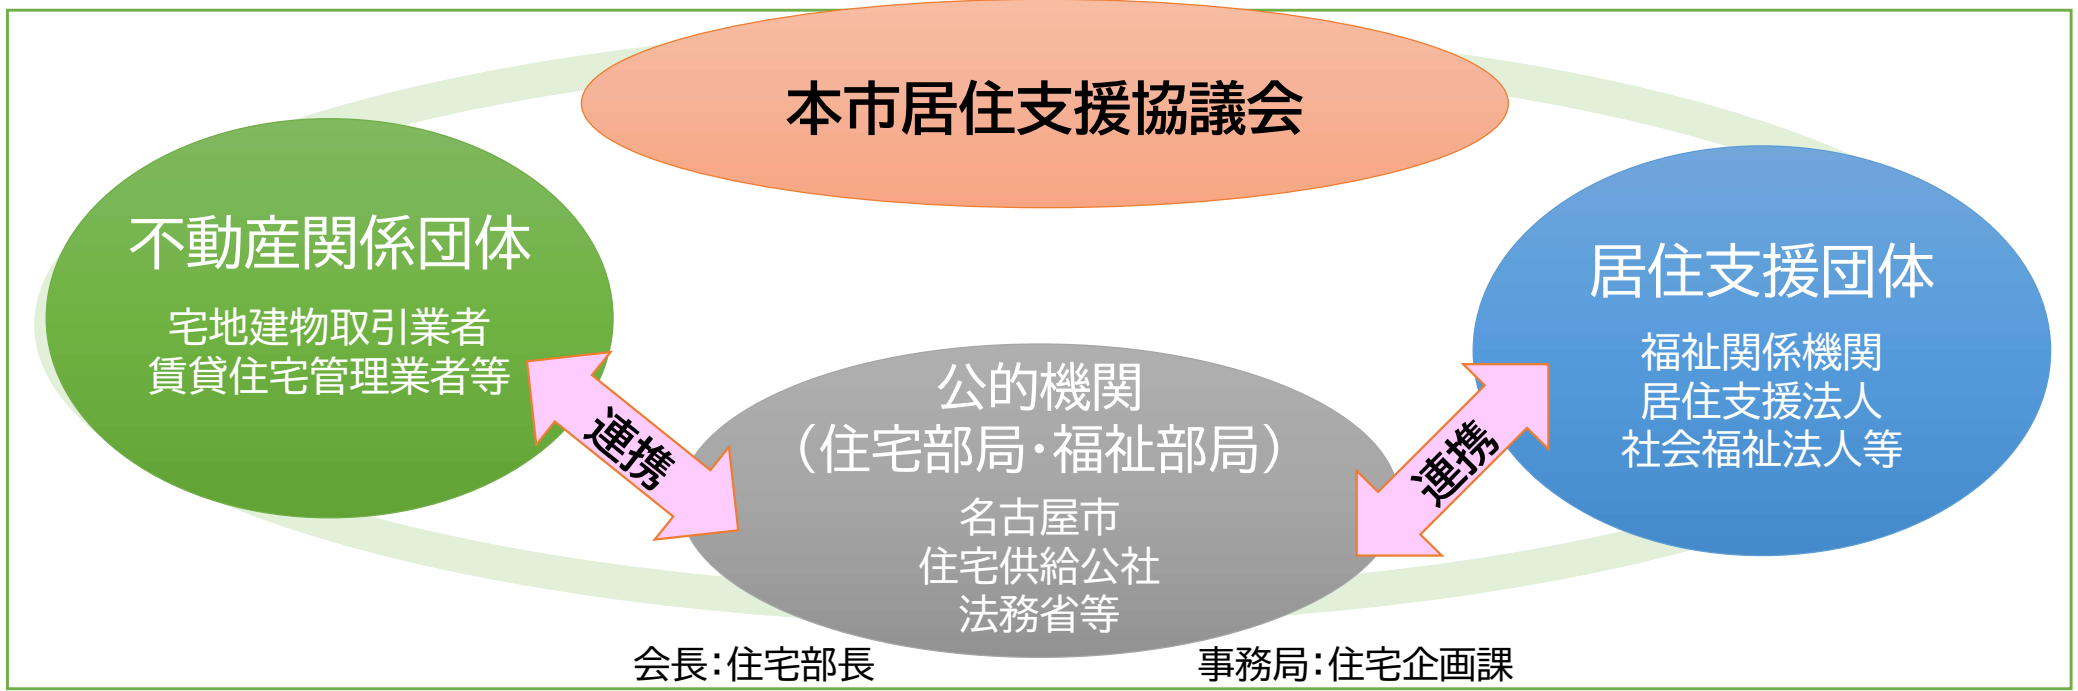 本市居住支援協議会
不動産関係団体
宅地建物取引業者
賃貸住宅管理業者等
連携
公的機関
（住宅部局･福祉部局）
名古屋市
住宅供給公社
法務省等
連携
居住支援団体
福祉関係機関
居住支援法人
社会福祉法人等
会長：住宅部長
事務局：住宅企画課